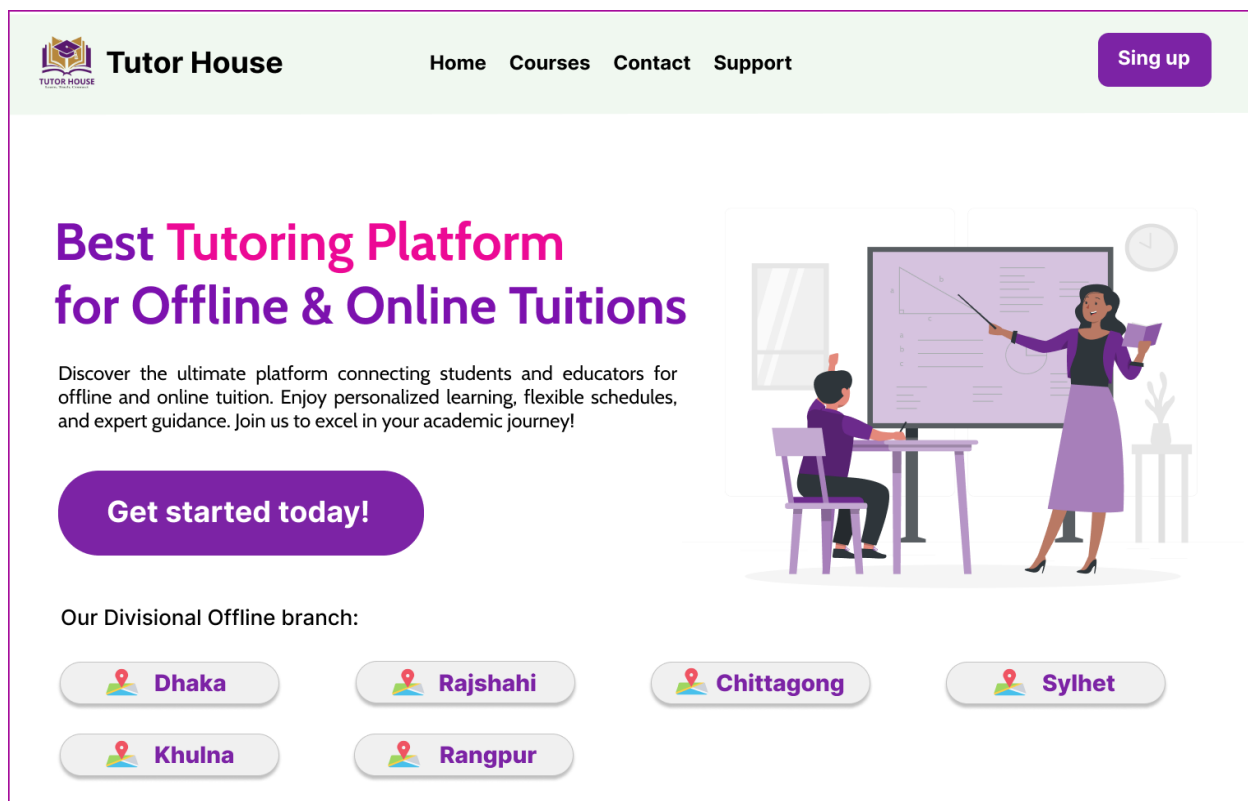 TUTOR HOUSE
Tutor House
Home Courses Contact Support
Sing up
Best Tutoring Platform
for Offline & Online Tuitions
Discover the ultimate platform connecting students and educators for
offline and online tuition. Enjoy personalized learning, flexible schedules,
and expert guidance. Join us to excel in your academic journey!
Get started today!
a
b
c
a
b
c
Our Divisional Offline branch:
Dhaka Rajshahi Chittagong Sylhet
Khulna Rangpur